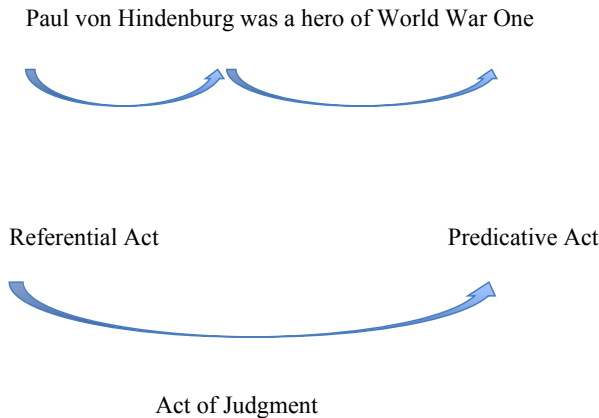 Paul von Hindenburg was a hero of World War One
Referential Act Predicative Act
Act of Judgment